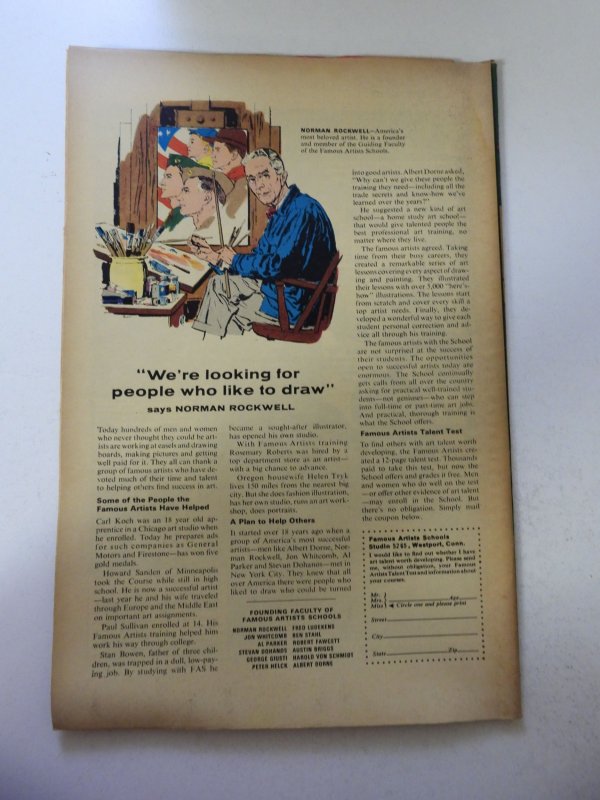 NORMAN ROCKWELL—America's
most beloved artist. He is a founder
and member of the Guiding Faculty
of the Famous Artists Schools.
"We're looking for
people who like to draw"
says NORMAN ROCKWELL
Today hundreds of men and women
who never thought they could be art-
ists are working at easels and drawing
boards, making pictures and getting
well paid for it. They all can thank a
group of famous artists who have de-
voted much of their time and talent
to helping others find success in art.
Some of the People the
Famous Artists Have Helped
Carl Koch was an 18 year old ap-
prentice in a Chicago art studio when
he enrolled. Today he prepares ads
for such companies as General
Motors and Firestone—has won five
gold medals.
Howard Sanden of Minneapolis
took the Course while still in high
school. He is now a successful artist
—last year he and his wife traveled
through Europe and the Middle East
on important art assignments.
Paul Sullivan enrolled at 14. His
Famous Artists training helped him
work his way through college.
Stan Bowen, father of three chil-
dren, was trapped in a doll, low-pay-
ing job. By studying with FAS he
became a sought-after illustrator,
has opened his own studio.
With Famous Artists training
Rosemary Roberts was hired by a
top department store as an artist—
with a big chance to advance.
Oregon housewife Helen Tryk
lives 150 miles from the nearest big
city. But she does fashion illustration,
has her own studio, runs an art work-
shop, does portraits.
A Plan to Help Others
It started over 18 years ago when a
group of America's most successful
artists—men like Albert Dorne, Nor-
man Rockwell, Jon Whitcomb, Al
Parker and Stevan Dohanos—met in
New York City. They knew that all
over America there were people who
liked to draw who could be turned
FOUNDING FACULTY OF
FAMOUS ARTISTS SCHOOLS
NORMAN ROCKWELL FRED LUDEKENS
JON WHITCOMB BEN STAHL
AL PARKER ROBERT FAWCETT
STEVAN DOHANOS AUSTIN BRIGGS
GEORGE GIUSTI HAROLD VON SCHMIDT
PETER HELCK ALBERT DORNE
into good artists. Albert Dorne asked,
"Why can't we give these people the
training they need—including all the
trade secrets and know-how we've
learned over the years?"
He suggested a new kind of art
school—a home study art school—
that would give talented people the
best professional art training, no
matter where they live.
The famous artists agreed. Taking
time from their busy careers, they
created a remarkable series of art
lessons covering every aspect of draw-
ing and painting. They illustrated
their lessons with over 5,000 "here's-
how" illustrations. The lessons start
from scratch and cover every skill a
top artist needs. Finally, they de-
veloped a wonderful way to give each
student personal correction and ad-
vice all through his training.
The famous artists with the School
are not surprised at the success of
their students. The opportunities
open to successful artists today are
enormous. The School continually
gets calls from all over the country
asking for practical well-trained stu-
dents—not geniuses—who can step
into full-time or part-time art jobs.
And practical, thorough training is
what the School offers.
Famous Artists Talent Test
To find others with art talent worth
developing, the Famous Artists cre-
ated a 12-page talent test. Thousands
paid to take this test, but now the
School offers and grades it free. Men
and women who do well on the test
—or offer other evidence of art talent
—may enroll in the School. But
there's no obligation. Simply mail
the coupon below.
Famous Artists Schools
Studio 5241, Westport, Conn.
I would like to find out whether I have
art talent worth developing. Please send
me, without obligation, your Famous
Artists Talent Test and information about
your courses.
Mr.
Mrs. Age
Miss Circle one and please print
Street
City
State Zip